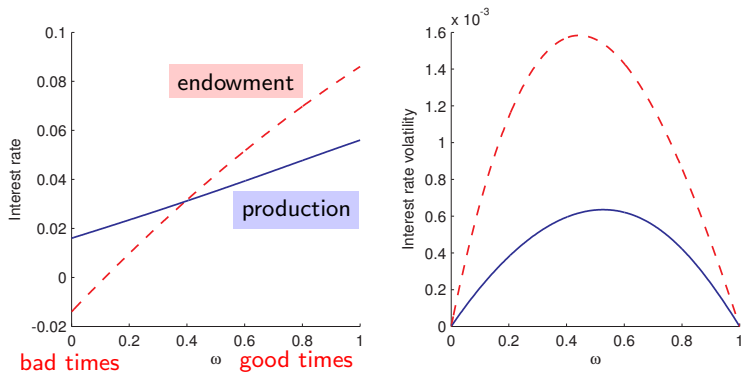 0.1
0.08
0.06
0.04
0.02
0
-0.02
Interest rate
endowment
production
0 0.2 0.4 0.6 0.8 1
bad times ω good times
x 10⁻³
1.6
1.4
1.2
1
0.8
0.6
0.4
0.2
0
Interest rate volatility
0 0.2 0.4 0.6 0.8 1
ω